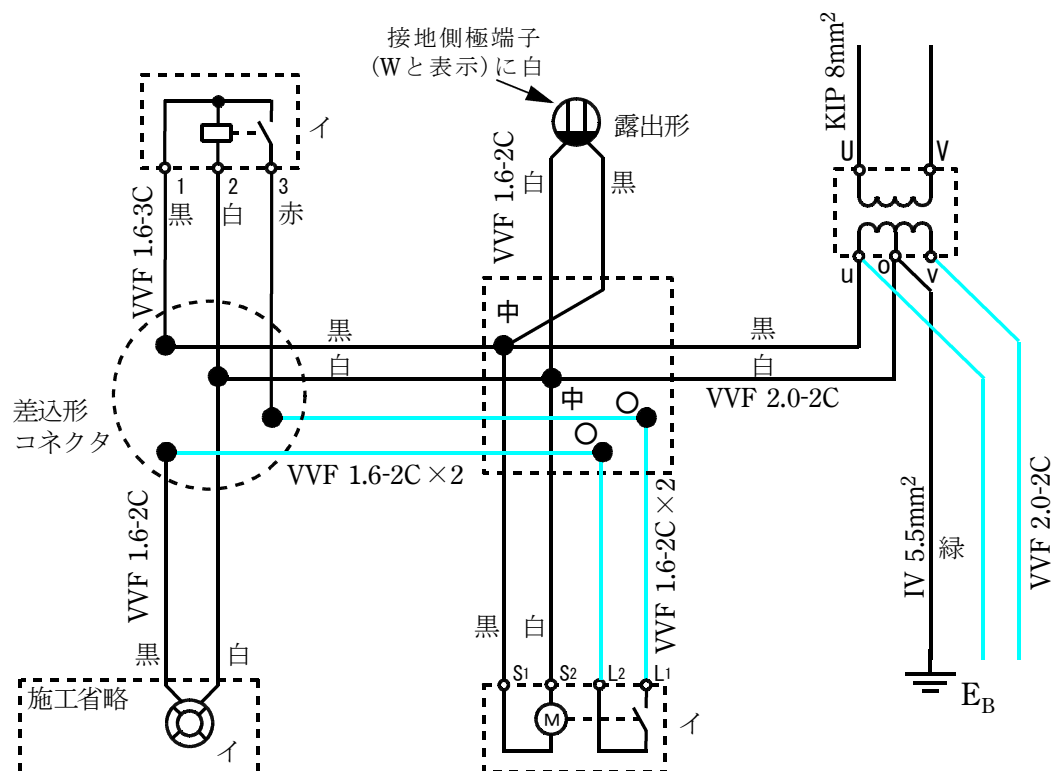 接地側極端子
(Wと表示)に白
露出形
KIP 8mm²
U
V
イ
1
2
3
黒
白
赤
VVF 1.6-3C
VVF 1.6-2C
白
黒
u
o
v
中
黒
白
黒
白
VVF 2.0-2C
中
差込形
コネクタ
VVF 1.6-2C×2
VVF 1.6-2C
VVF 1.6-2C×2
IV 5.5mm²
緑
VVF 2.0-2C
黒
白
黒
白
S1
S2
L2
L1
施工省略
イ
M
イ
EB